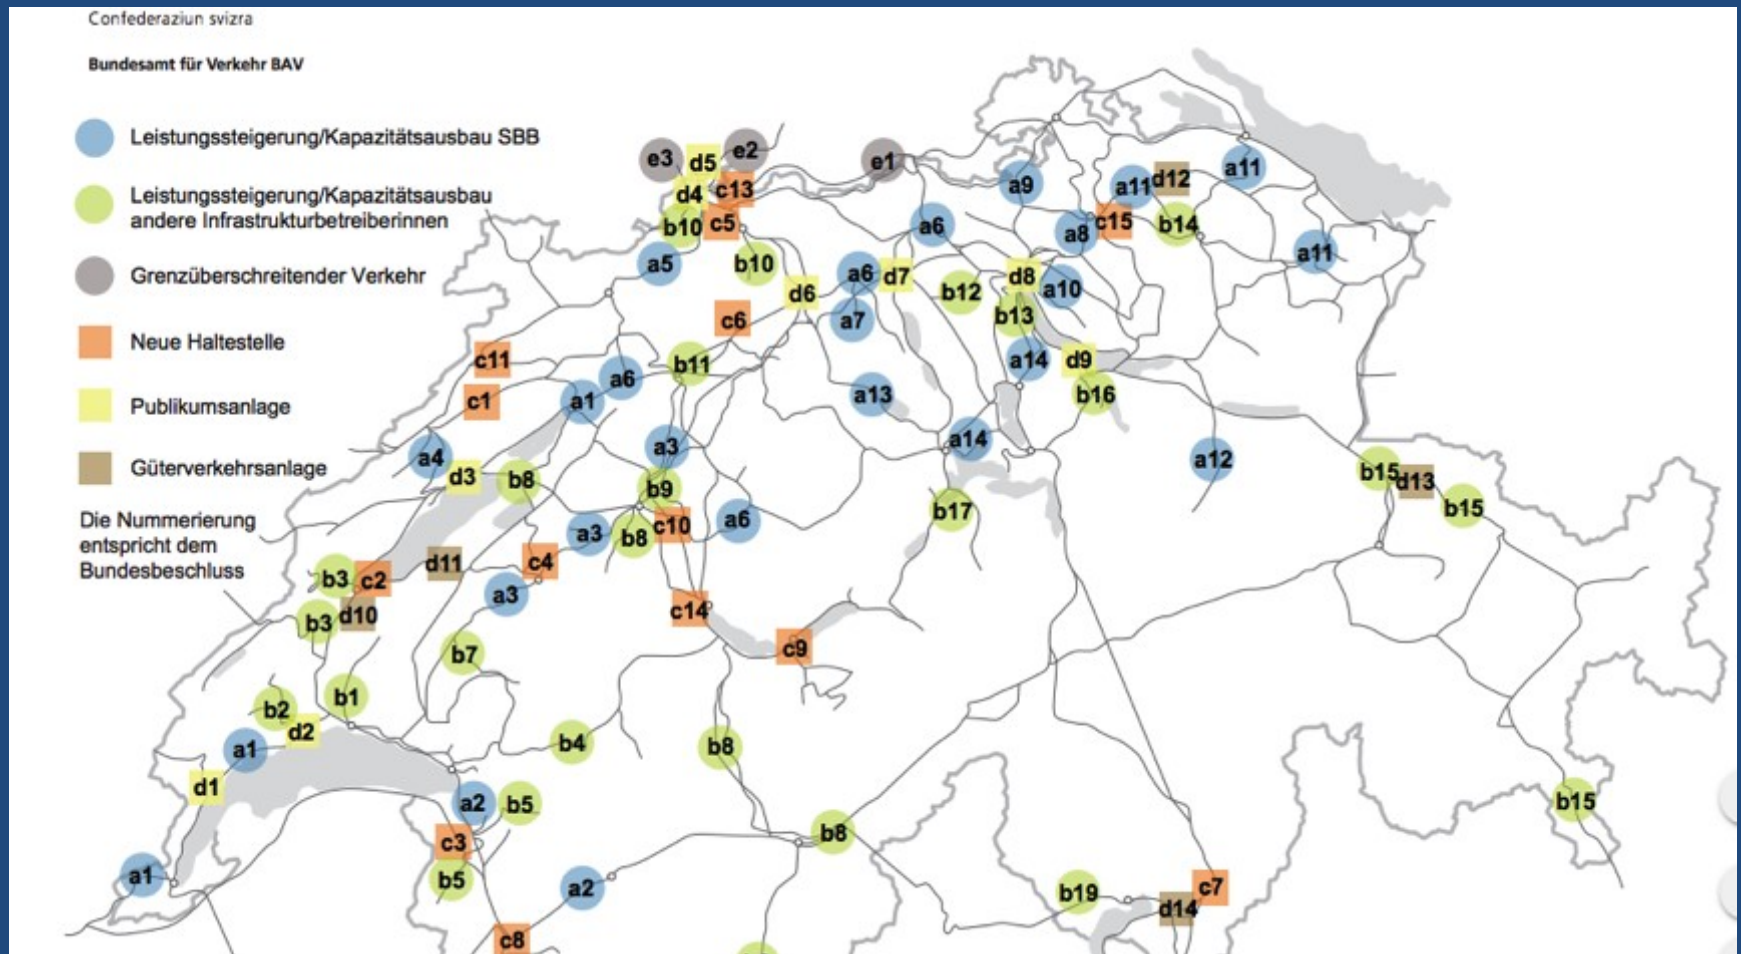 Confederaziun svizra
Bundesamt für Verkehr BAV
Leistungssteigerung/Kapazitätsausbau SBB
Leistungssteigerung/Kapazitätsausbau
andere Infrastrukturbetreiberinnen
Grenzüberschreitender Verkehr
Neue Haltestelle
Publikumsanlage
Güterverkehrsanlage
Die Nummerierung
entspricht dem
Bundesbeschluss
e3
d5
e2
e1
d4
c13
b10
c5
a5
b10
a9
a11
d12
a11
a6
a8
c15
b14
a11
d6
a6
d7
b12
d8
a10
c6
a7
b13
c11
a6
b11
a14
d9
c1
a1
a13
b16
a4
a3
a14
a12
d3
b8
b9
b15
d13
b15
a3
b8
c10
a6
b17
b3
c2
d11
c4
a3
b3
d10
c14
c9
b7
b2
b1
d2
a1
b4
b8
d1
a2
b5
b15
c3
b8
a1
b5
a2
b19
c7
d14
c8